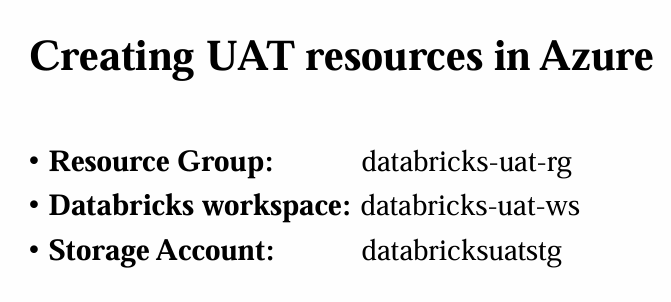 Creating UAT resources in Azure
• Resource Group: databricks-uat-rg
• Databricks workspace: databricks-uat-ws
• Storage Account: databricksuatstg